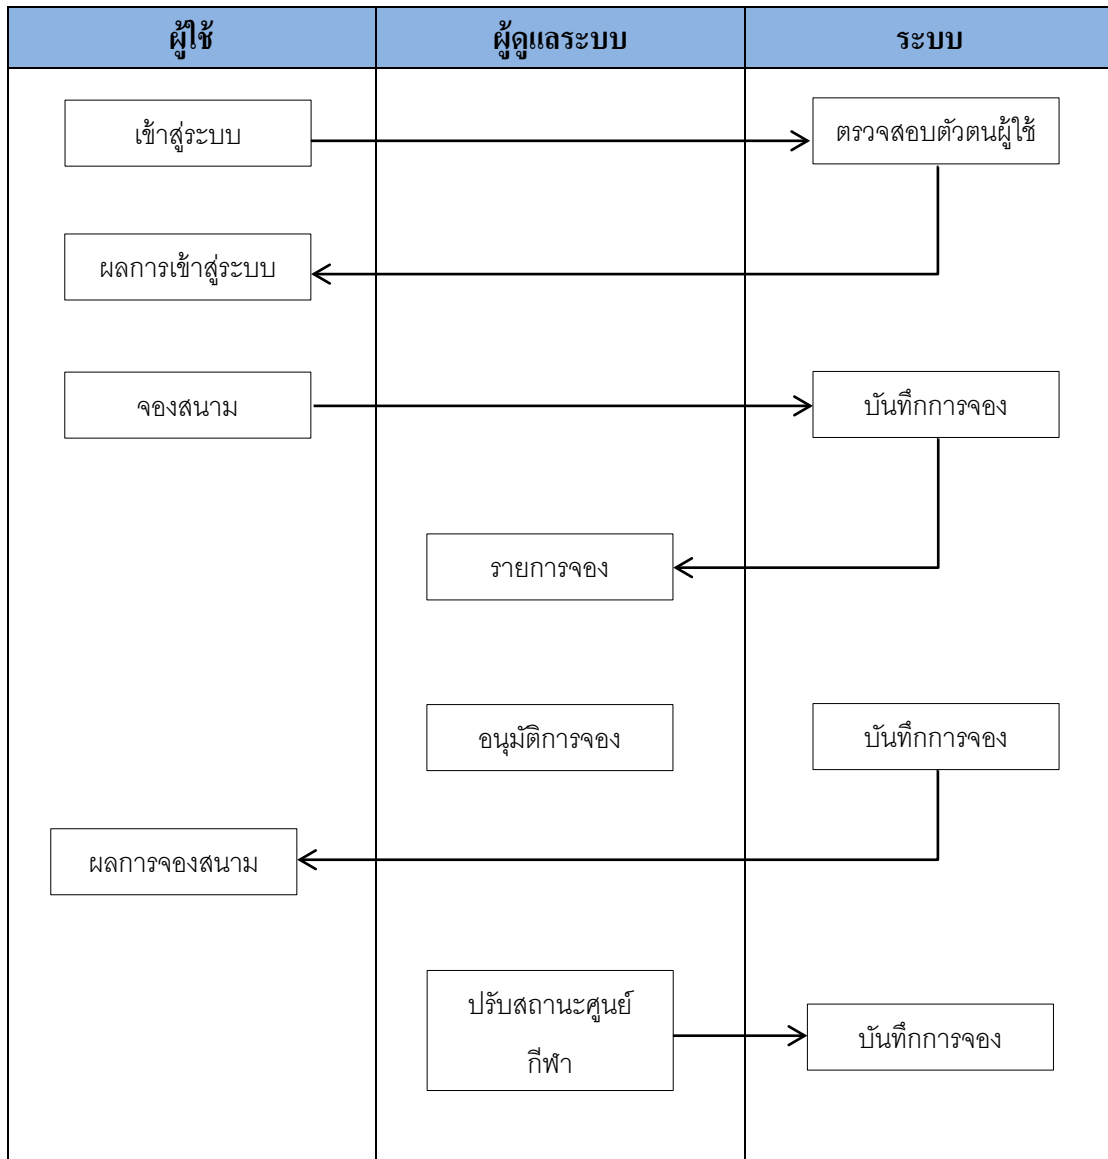 ผู้ใช้
ผู้ดูแลระบบ
ระบบ
เข้าสู่ระบบ
ตรวจสอบตัวตนผู้ใช้
ผลการเข้าสู่ระบบ
จองสนาม
บันทึกการจอง
รายการจอง
อนุมัติการจอง
บันทึกการจอง
ผลการจองสนาม
ปรับสถานะศูนย์
กีฬา
บันทึกการจอง